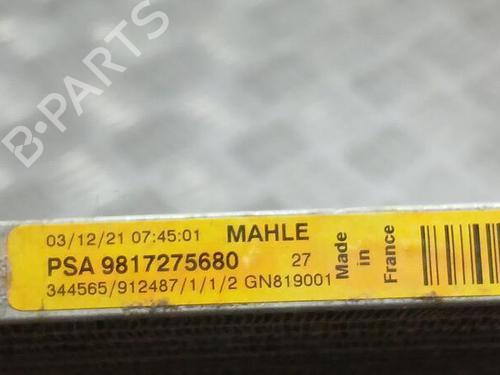 B-PARTS
03/12/21 07:45:01 MAHLE
PSA 9817275680 27
344565/912487/1/1/2 GN819001
Made
in
France